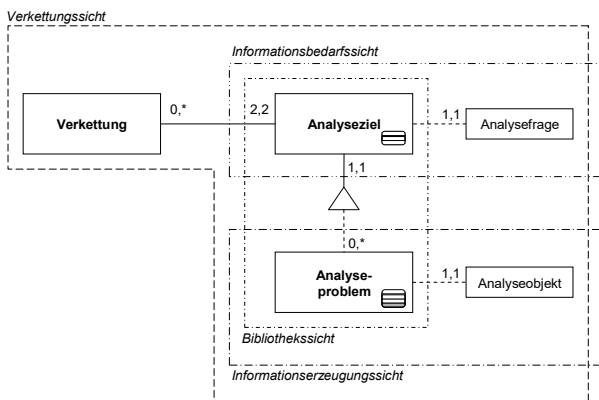 Verkettungssicht
Informationsbedarfssicht
Verkettung
0,*
2,2
Analyseziel
1,1
Analysefrage
1,1
0,*
Analyse-
problem
1,1
Analyseobjekt
Bibliothekssicht
Informationserzeugungssicht